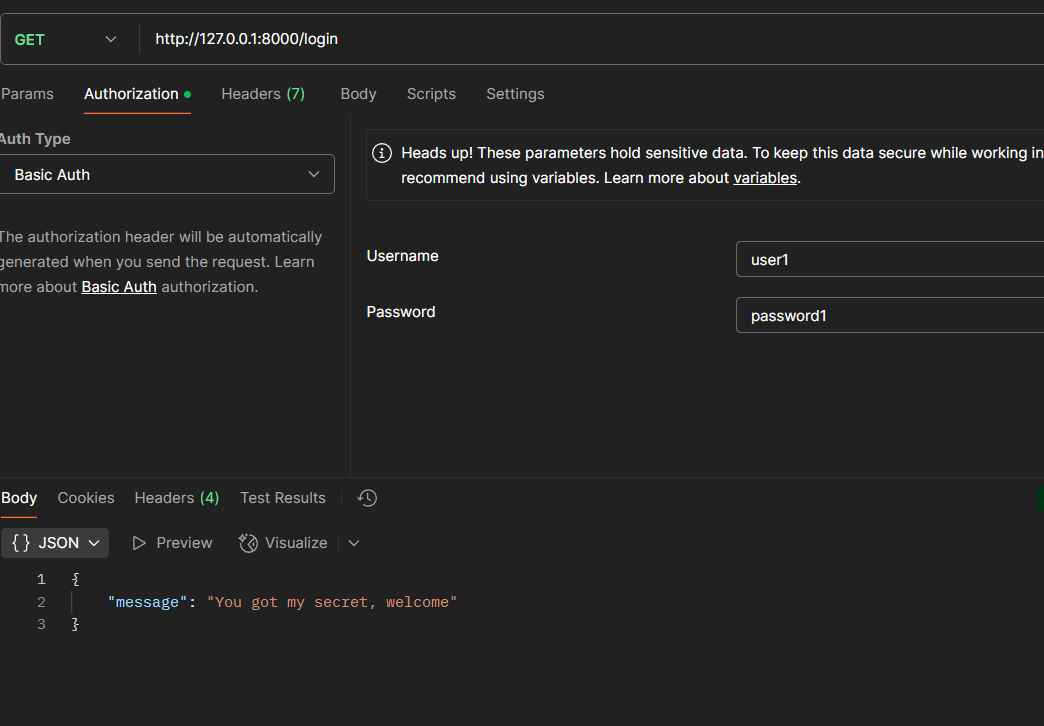 GET http://127.0.0.1:8000/login
Params Authorization Headers (7) Body Scripts Settings
Auth Type
Basic Auth
The authorization header will be automatically
generated when you send the request. Learn
more about Basic Auth authorization.
Heads up! These parameters hold sensitive data. To keep this data secure while working in
recommend using variables. Learn more about variables.
Username user1
Password password1
Body Cookies Headers (4) Test Results
{} JSON Preview Visualize
1 {
2 "message": "You got my secret, welcome"
3 }